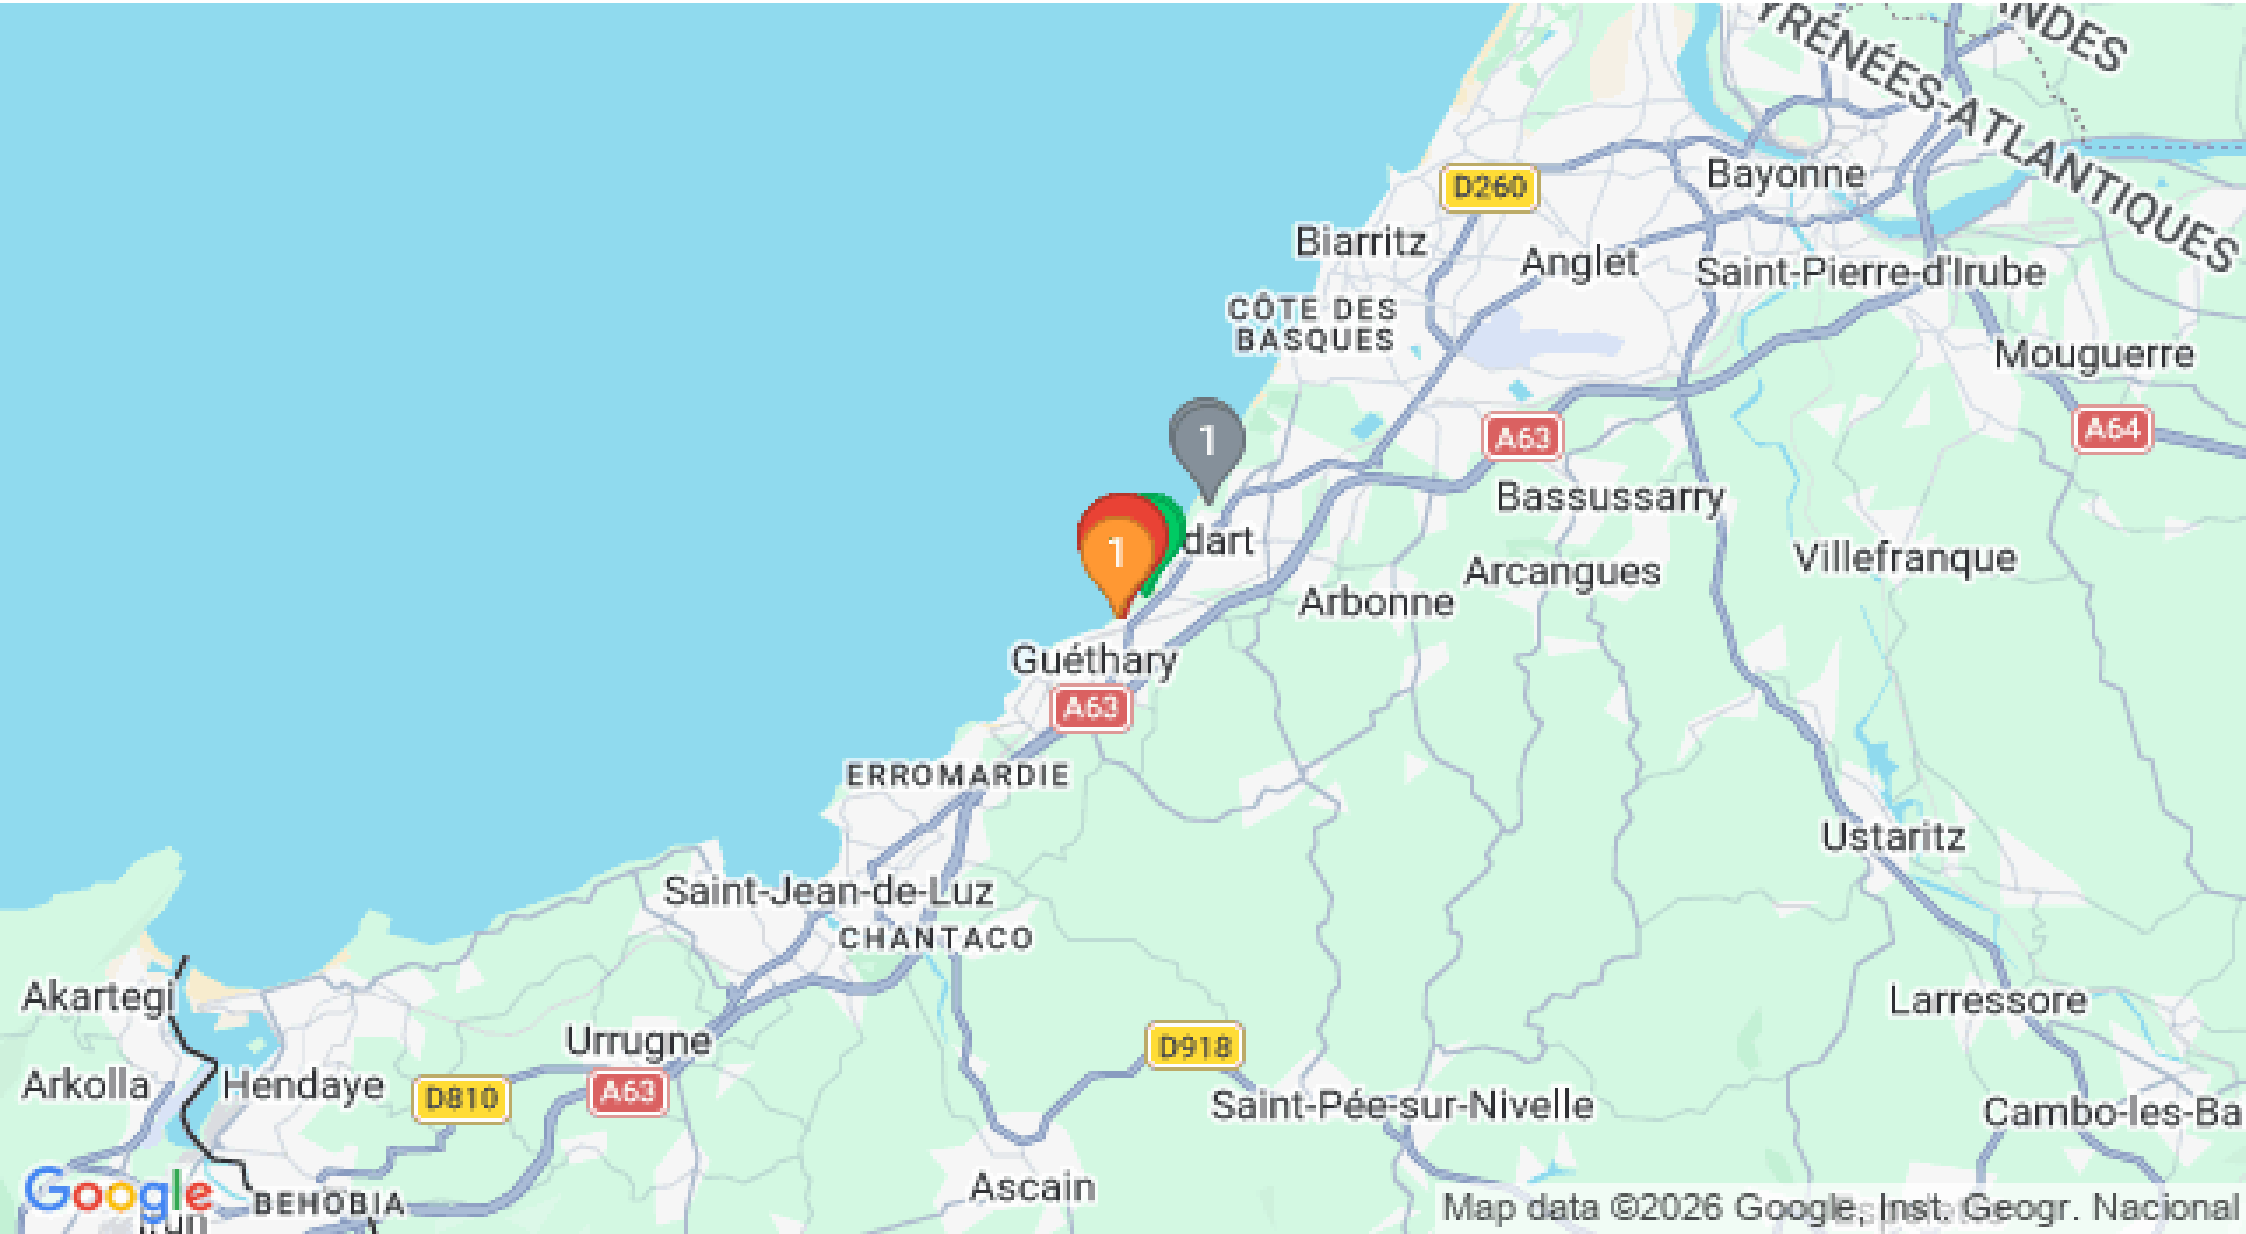 PYRÉNÉES-ATLANTIQUES
Bayonne
D260
Biarritz
Anglet
Saint-Pierre-d'Irube
CÔTE DES
BASQUES
Mouguerre
1
A63
A64
Bassussarry
dart
1
Villefranque
Arcangues
Arbonne
Guéthary
A63
ERROMARDIE
Ustaritz
Saint-Jean-de-Luz
CHANTACO
Akartegi
Larressore
Urrugne
D918
Arkolla
Hendaye
D810
A63
Saint-Pée-sur-Nivelle
Cambo-les-Ba
Ascain
Google
BEHOBIA
Map data ©2026 Google, Inst. Geogr. Nacional